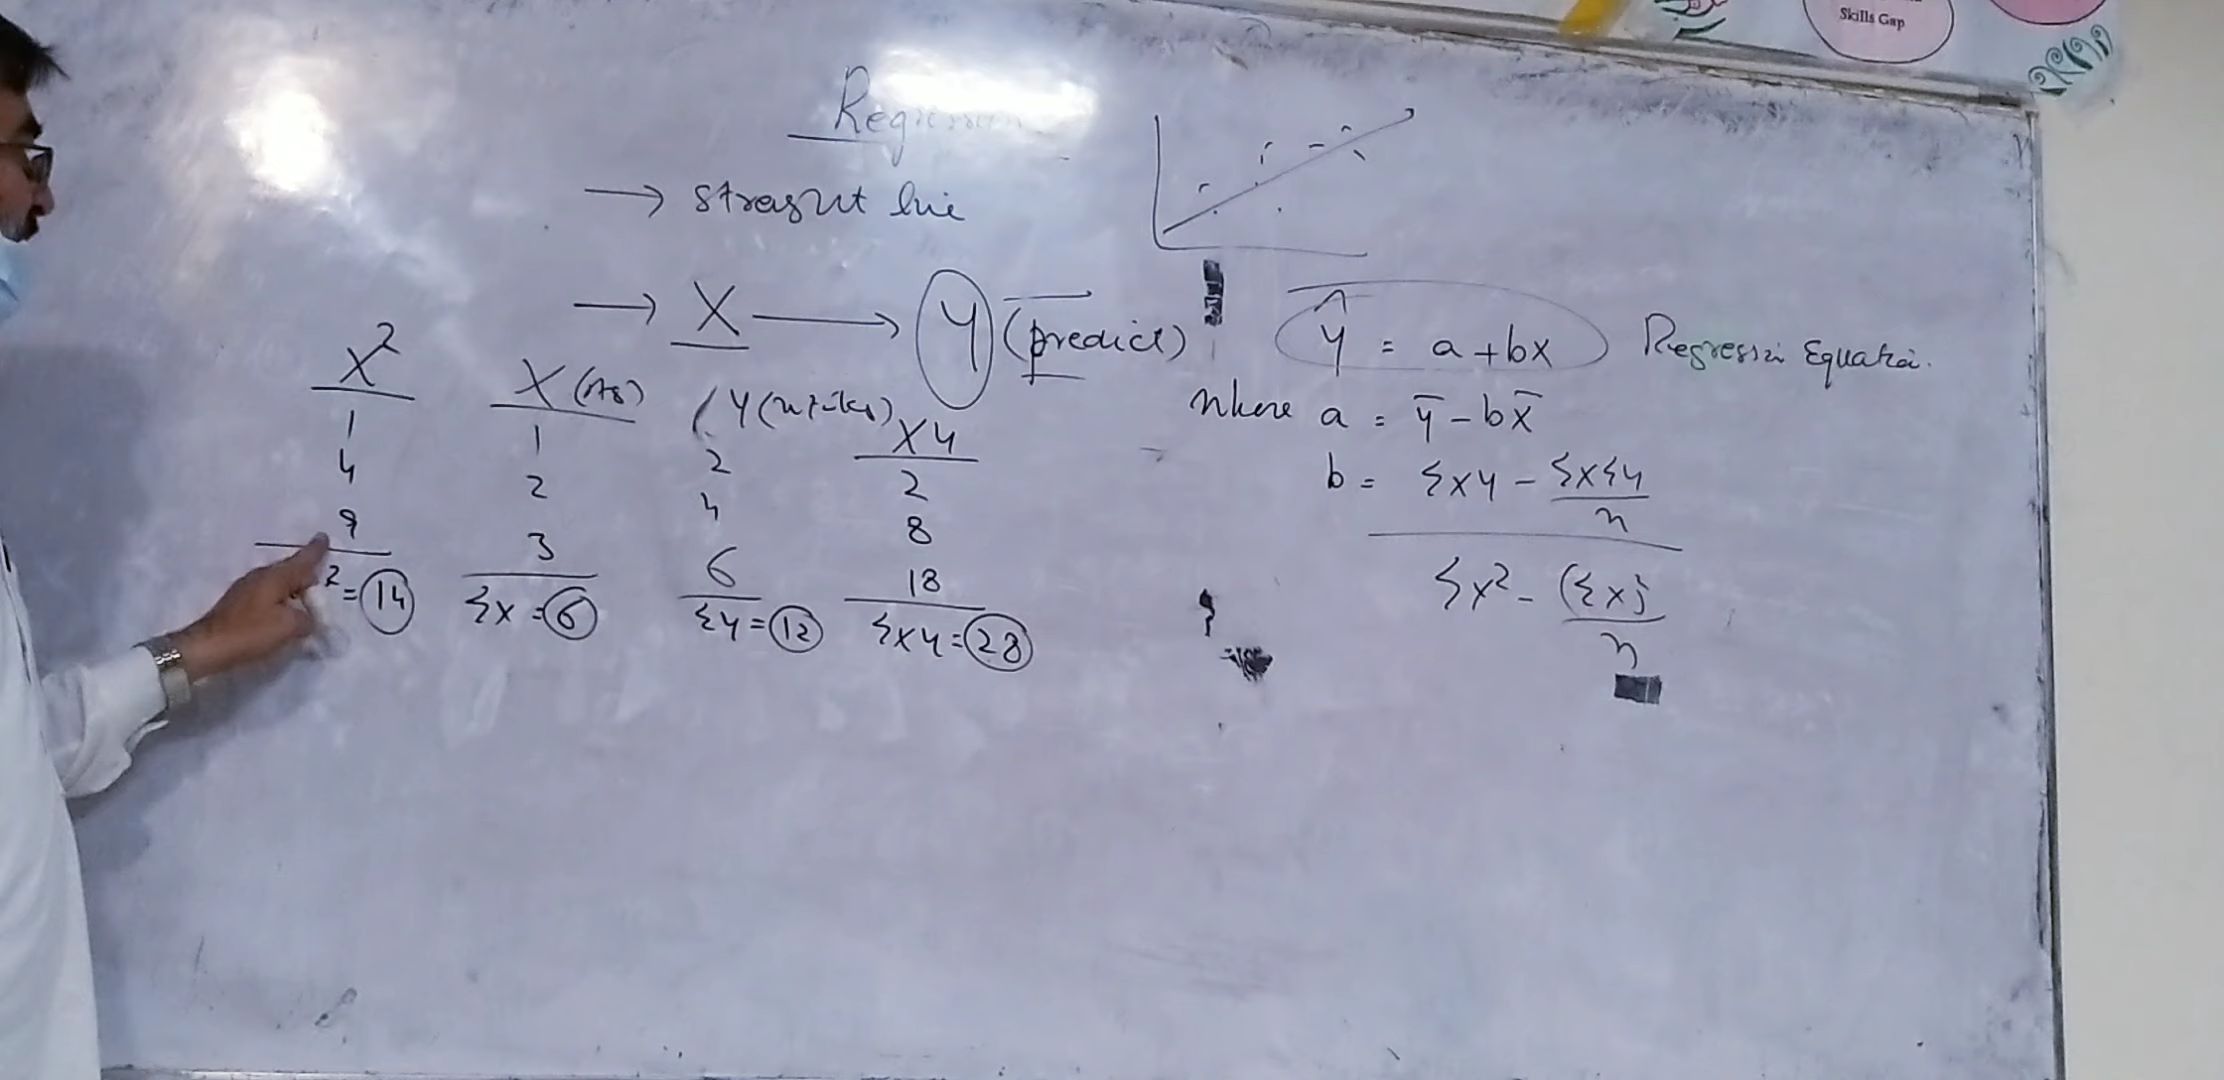 Skills Gap
Regression
→ straight line
→ X → Y (predict)
ŷ = a + bx Regression Equation.
where a = ȳ - bx̄
b = Σxy - ΣxΣy / n
Σx² - (Σx) / n
X² X Y XY
1 1 2 2
4 2 4 8
9 3 6 18
² = 14 Σx = 6 Σy = 12 Σxy = 28